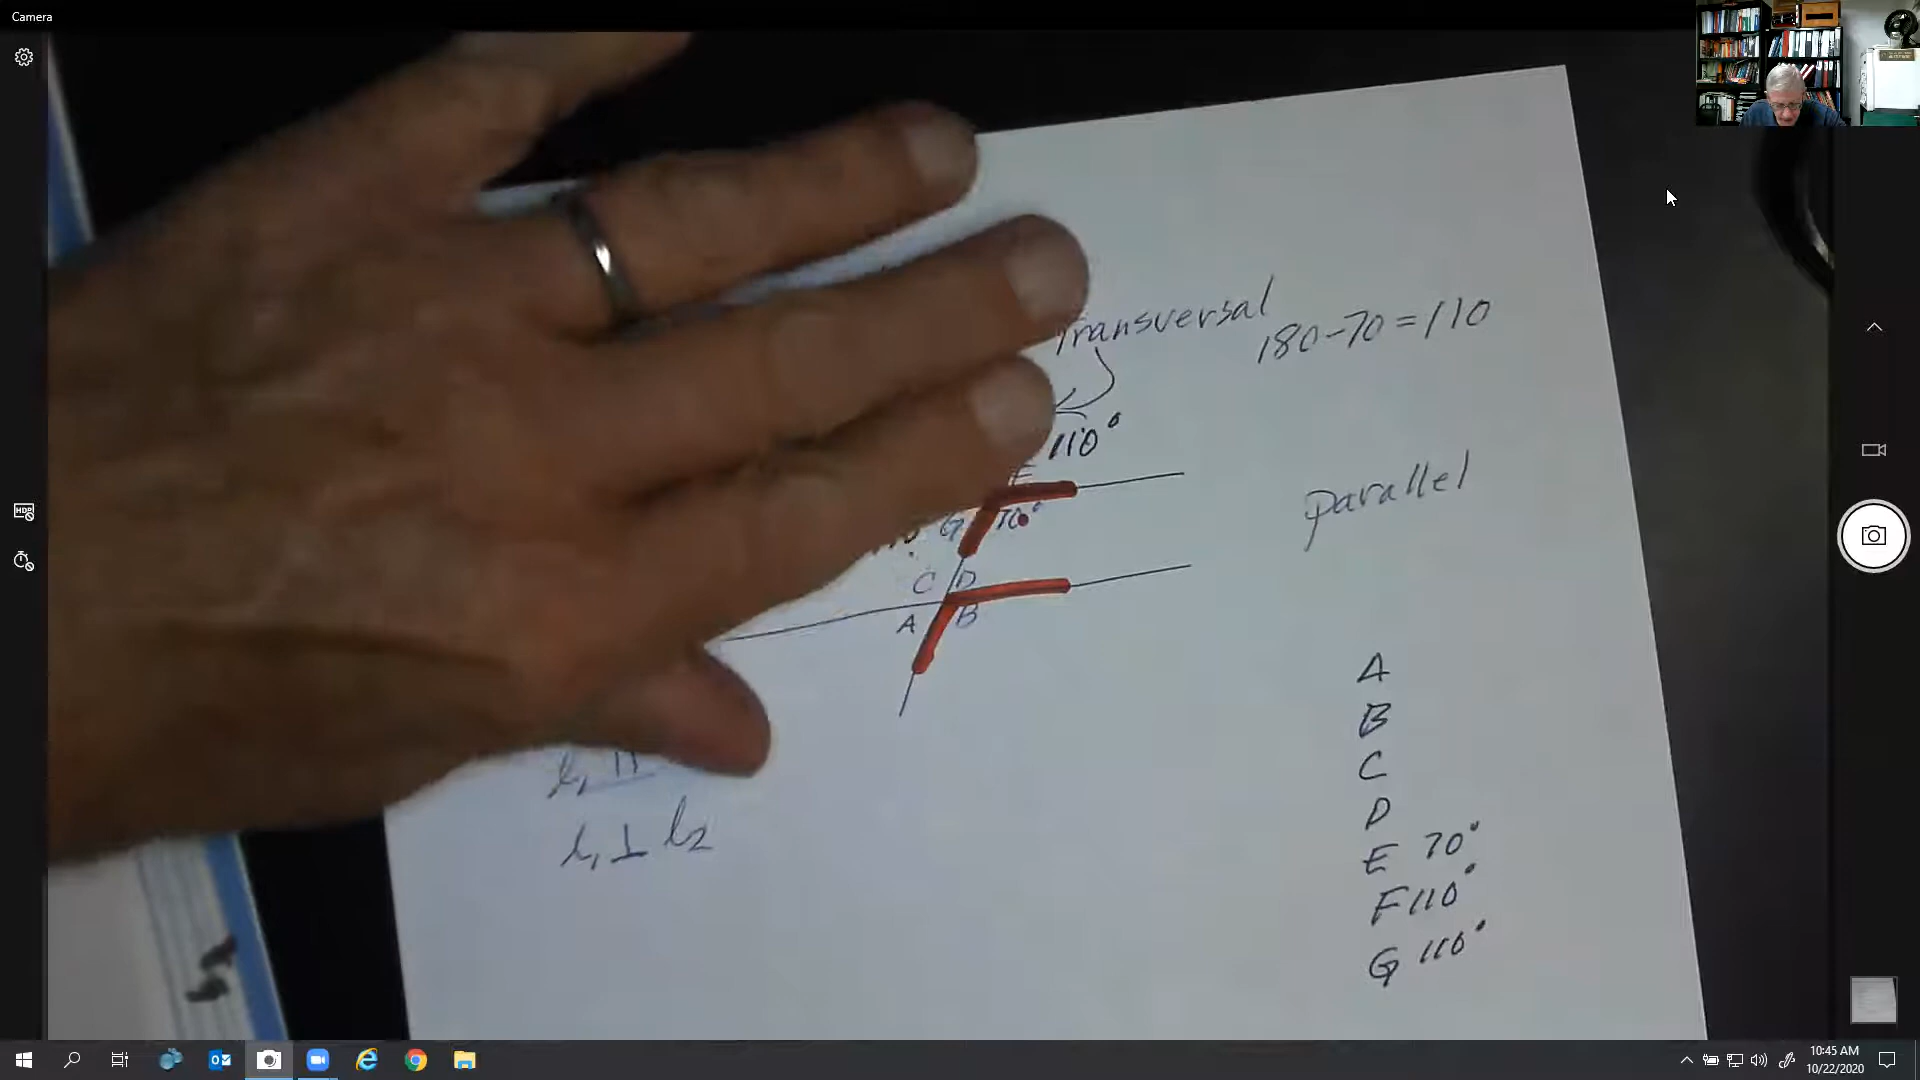 Camera
Transversal
180-70=110
110°
E
G 70°
parallel
C D
A B
A
B
C
D
E 70°
F 110°
G 110°
l₁ ||
l₁ ⊥ l₂
10:45 AM
10/22/2020